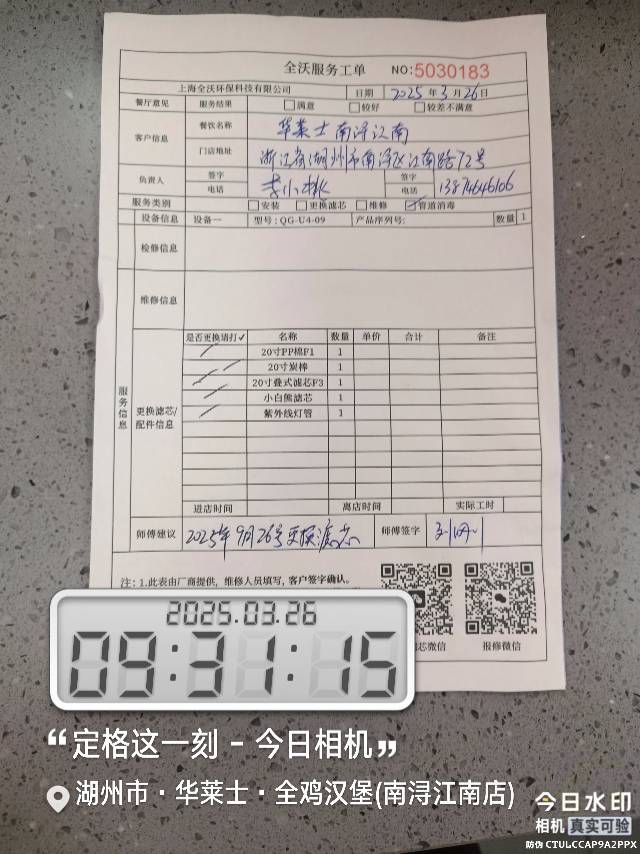 全沃服务工单 NO:5030183
上海全沃环保科技有限公司 日期 2025年3月26日
餐厅意见 服务结果 □满意 □较好 □较差不满意
客户信息 餐饮名称 华莱士南浔江南
门店地址 浙江省湖州市南浔区江南路72号
负责人 签字 签字
电话 电话 13874646106
服务类别 □安装 □更换滤芯 □维修 ☑管道消毒
设备信息 设备一 型号:QG-U4-09 产品序列号: 数量 1
检修信息
维修信息
服务信息
更换滤芯/配件信息
是否更换请打✓ 名称 数量 单价 合计 备注
20寸PP棉F1 1
20寸炭棒 1
20寸叠式滤芯F3 1
小白熊滤芯 1
紫外线灯管 1
进店时间 离店时间 实际工时
师傅建议 2025年9月26号更换滤芯 师傅签字
注:1.此表由厂商提供,维修人员填写,客户签字确认。
芯微信 报修微信
2025.03.26
09:31:15
“定格这一刻 - 今日相机”
湖州市·华莱士·全鸡汉堡(南浔江南店)
今日水印
相机 真实可验
防伪 CTULCCAP9A2PPX